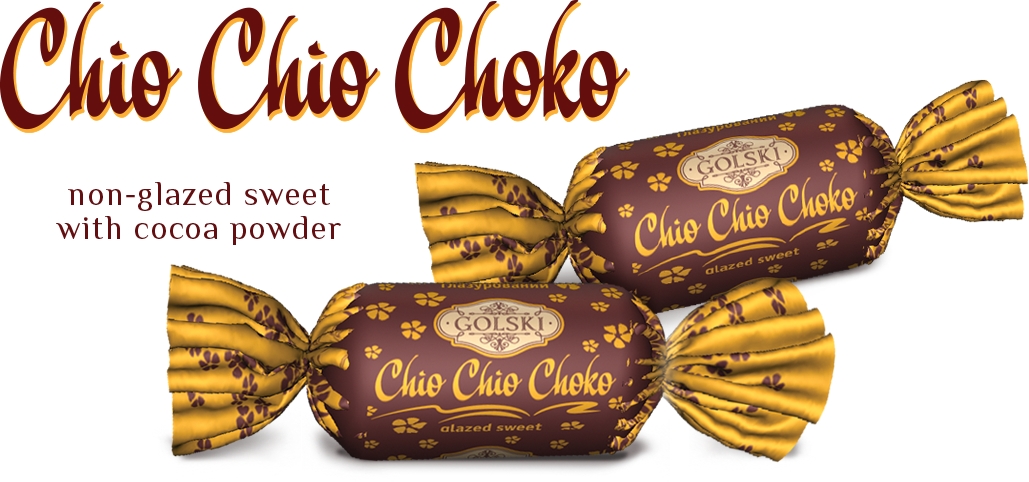 Chio Chio Choko
non-glazed sweet
with cocoa powder
глазурований
GOLSKI
Chio Chio Choko
glazed sweet
глазурований
GOLSKI
Chio Chio Choko
glazed sweet